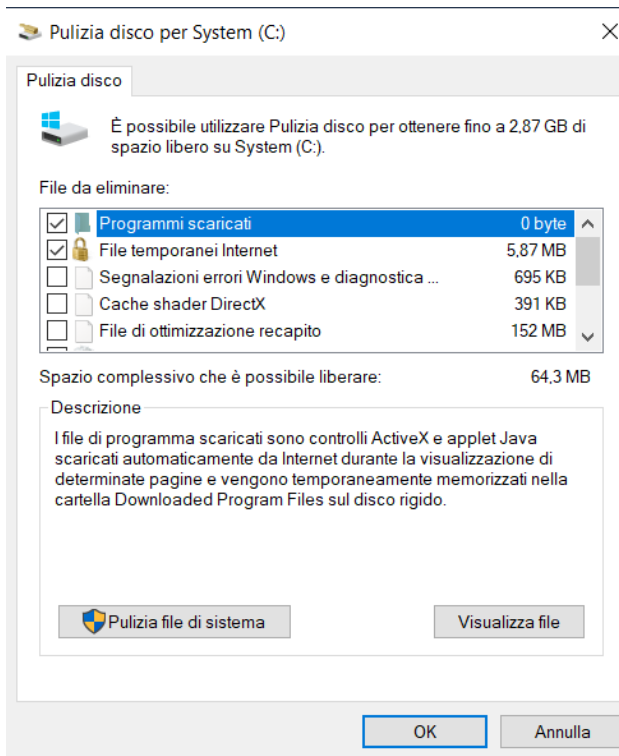 Pulizia disco per System (C:)
Pulizia disco
È possibile utilizzare Pulizia disco per ottenere fino a 2,87 GB di
spazio libero su System (C:).
File da eliminare:
Programmi scaricati 0 byte
File temporanei Internet 5,87 MB
Segnalazioni errori Windows e diagnostica ... 695 KB
Cache shader DirectX 391 KB
File di ottimizzazione recapito 152 MB
Spazio complessivo che è possibile liberare: 64,3 MB
Descrizione
I file di programma scaricati sono controlli ActiveX e applet Java
scaricati automaticamente da Internet durante la visualizzazione di
determinate pagine e vengono temporaneamente memorizzati nella
cartella Downloaded Program Files sul disco rigido.
Pulizia file di sistema Visualizza file
OK Annulla